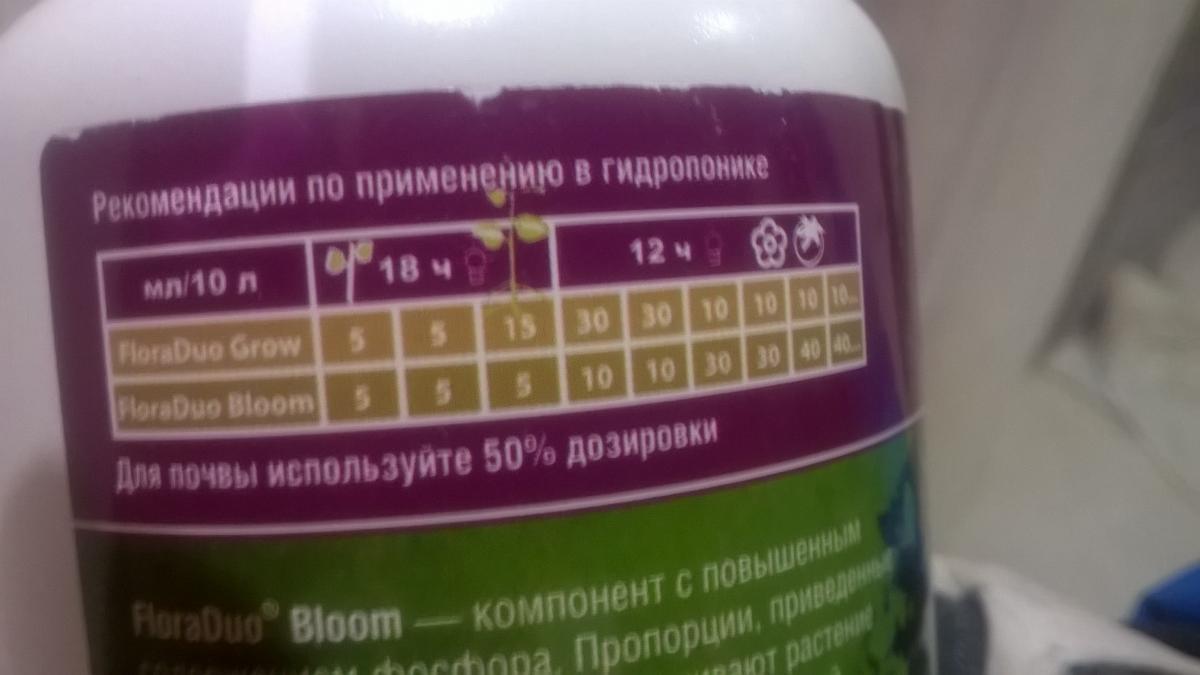 Рекомендации по применению в гидропонике
мл/10 л 18 ч 12 ч
FloraDuo Grow 5 5 15 30 30 10 10 10 10...
FloraDuo Bloom 5 5 5 10 10 30 30 40 40...
Для почвы используйте 50% дозировки
FloraDuo® Bloom — компонент с повышенным
фосфора. Пропорции, приведенные
растение